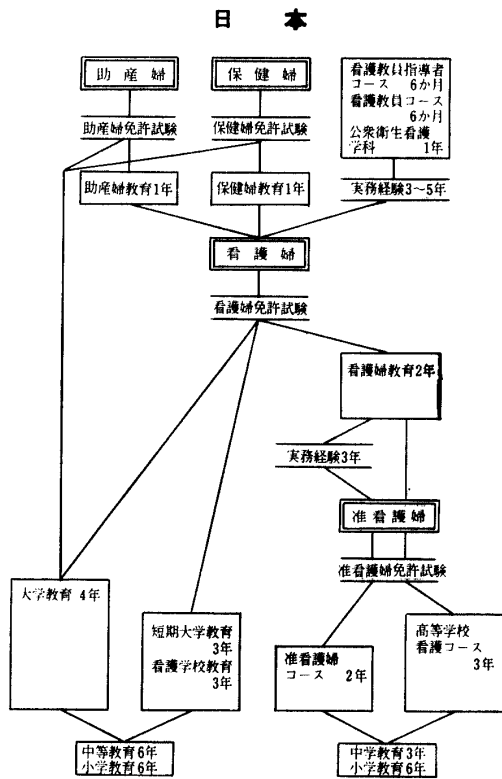 日 本
助 産 婦
保 健 婦
看護教員指導者
コース 6か月
看護教員コース
6か月
公衆衛生看護
学科 1年
助産婦免許試験
保健婦免許試験
助産婦教育1年
保健婦教育1年
実務経験3～5年
看 護 婦
看護婦免許試験
看護婦教育2年
実務経験3年
准看護婦
准看護婦免許試験
大学教育 4年
短期大学教育
3年
看護学校教育
3年
准看護婦
コース 2年
高等学校
看護コース
3年
中等教育6年
小学教育6年
中学教育3年
小学教育6年